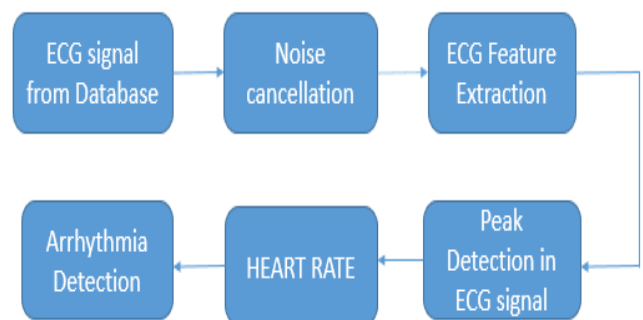 ECG signal
from Database
Noise
cancellation
ECG Feature
Extraction
Peak
Detection in
ECG signal
HEART RATE
Arrhythmia
Detection